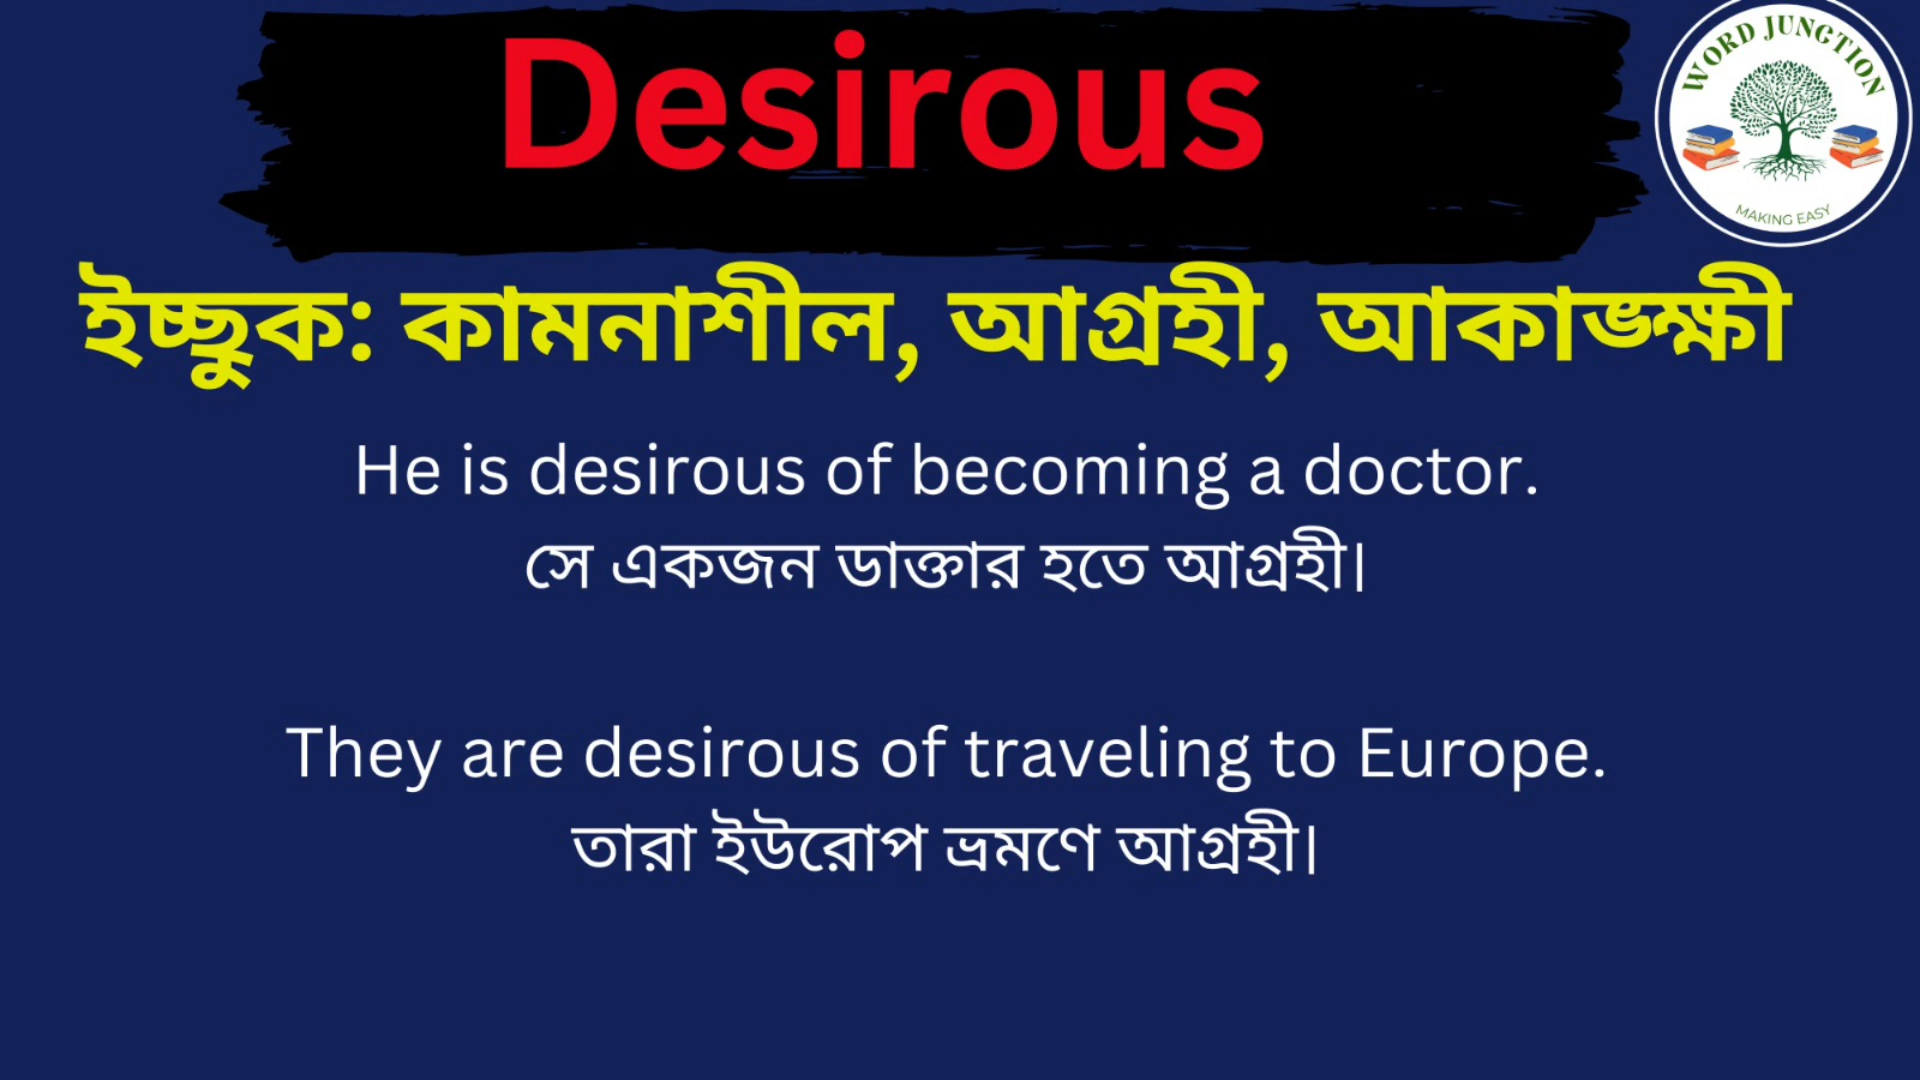 Desirous
WORD JUNCTION
MAKING EASY
ইচ্ছুক: কামনাশীল, আগ্রহী, আকাঙ্ক্ষী
He is desirous of becoming a doctor.
সে একজন ডাক্তার হতে আগ্রহী।
They are desirous of traveling to Europe.
তারা ইউরোপ ভ্রমণে আগ্রহী।